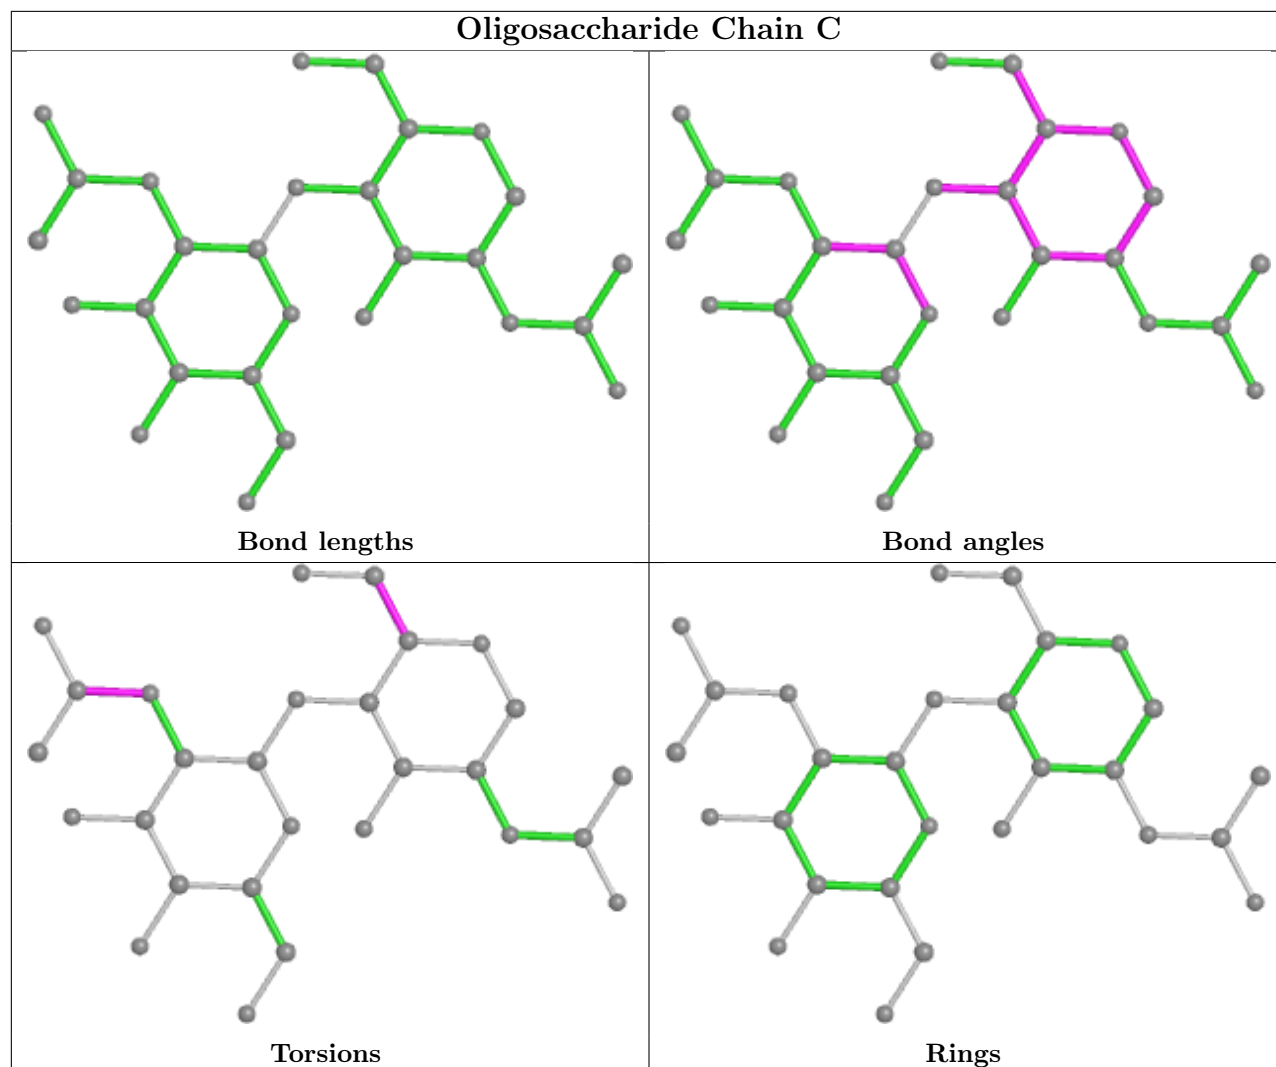 Oligosaccharide Chain C
Bond lengths
Bond angles
Torsions
Rings